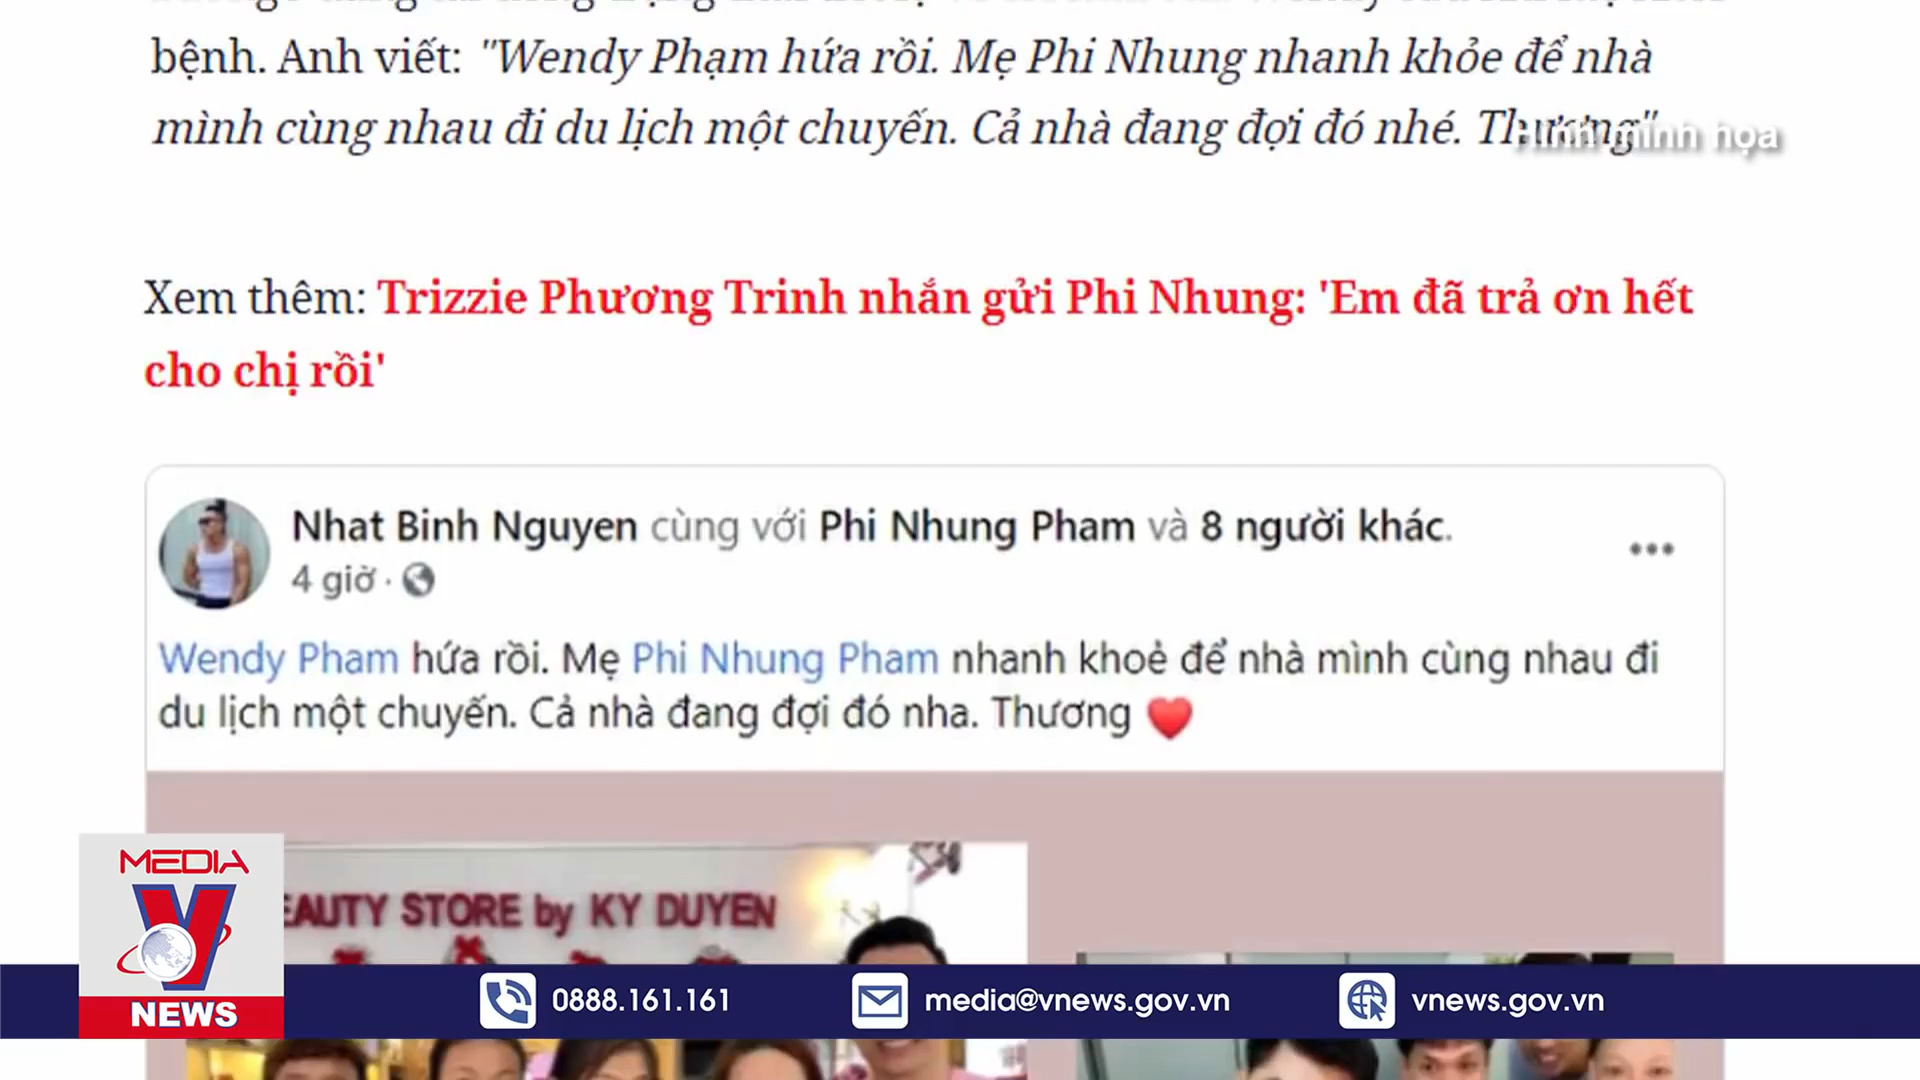 bệnh. Anh viết: "Wendy Phạm hứa rồi. Mẹ Phi Nhung nhanh khỏe để nhà
mình cùng nhau đi du lịch một chuyến. Cả nhà đang đợi đó nhé. Thương"
Hình minh họa
Xem thêm: Trizzie Phương Trinh nhắn gửi Phi Nhung: 'Em đã trả ơn hết
cho chị rồi'
Nhat Binh Nguyen cùng với Phi Nhung Pham và 8 người khác.
4 giờ ·
Wendy Pham hứa rồi. Mẹ Phi Nhung Pham nhanh khoẻ để nhà mình cùng nhau đi
du lịch một chuyến. Cả nhà đang đợi đó nha. Thương ❤
EAUTY STORE by KY DUYEN
MEDIA
V
NEWS
0888.161.161
media@vnews.gov.vn
vnews.gov.vn